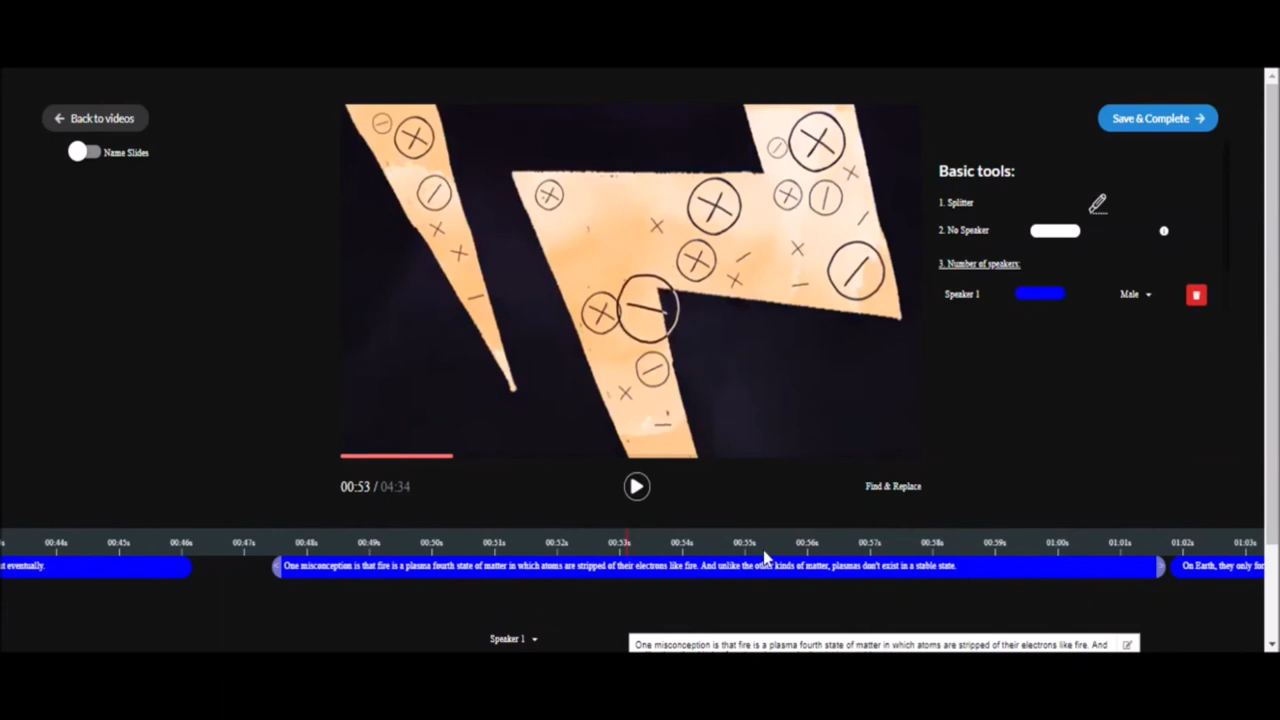 Back to videos
Name Slides
Save & Complete
Basic tools:
1. Splitter
2. No Speaker
3. Number of speakers:
Speaker 1
Male
00:53 / 04:34
Find & Replace
00:44s 00:45s 00:46s 00:47s 00:48s 00:49s 00:50s 00:51s 00:52s 00:53s 00:54s 00:55s 00:56s 00:57s 00:58s 00:59s 01:00s 01:01s 01:02s 01:03s
t eventually.
One misconception is that fire is a plasma fourth state of matter in which atoms are stripped of their electrons like fire. And unlike the other kinds of matter, plasmas don't exist in a stable state.
On Earth, they only for
Speaker 1
One misconception is that fire is a plasma fourth state of matter in which atoms are stripped of their electrons like fire. And